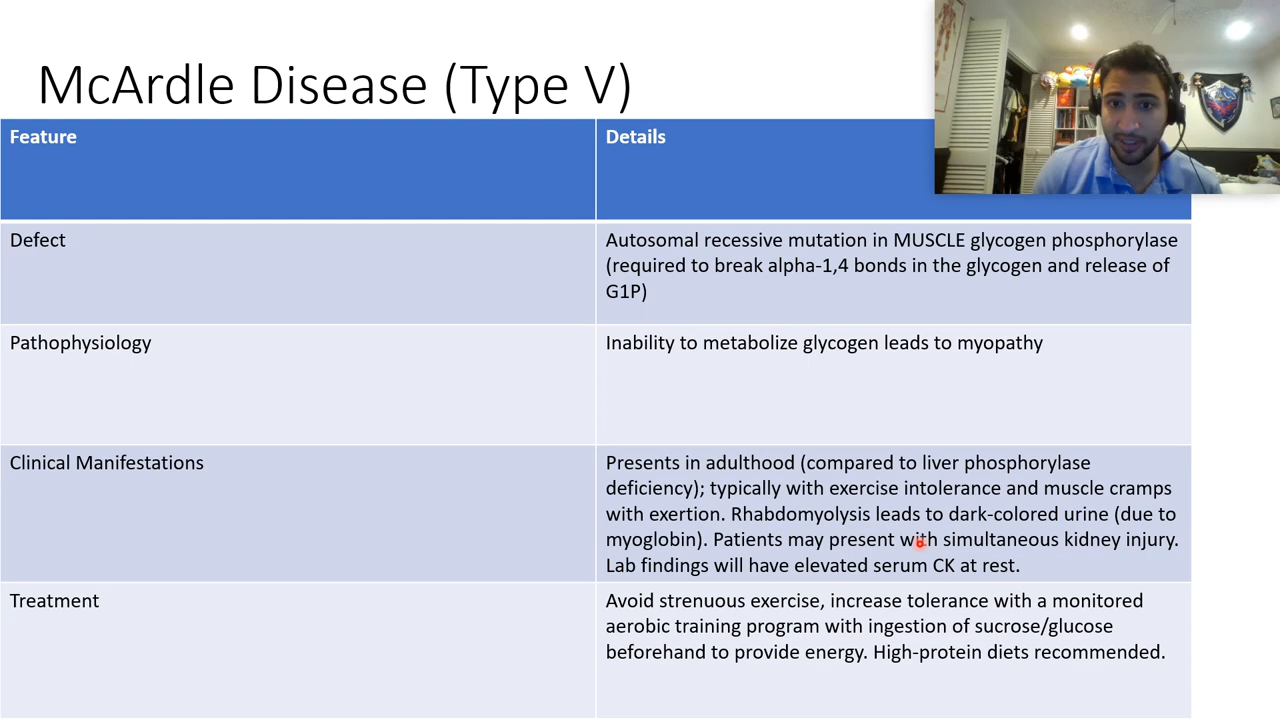 McArdle Disease (Type V)
Feature
Details
Defect
Autosomal recessive mutation in MUSCLE glycogen phosphorylase
(required to break alpha-1,4 bonds in the glycogen and release of
G1P)
Pathophysiology
Inability to metabolize glycogen leads to myopathy
Clinical Manifestations
Presents in adulthood (compared to liver phosphorylase
deficiency); typically with exercise intolerance and muscle cramps
with exertion. Rhabdomyolysis leads to dark-colored urine (due to
myoglobin). Patients may present with simultaneous kidney injury.
Lab findings will have elevated serum CK at rest.
Treatment
Avoid strenuous exercise, increase tolerance with a monitored
aerobic training program with ingestion of sucrose/glucose
beforehand to provide energy. High-protein diets recommended.